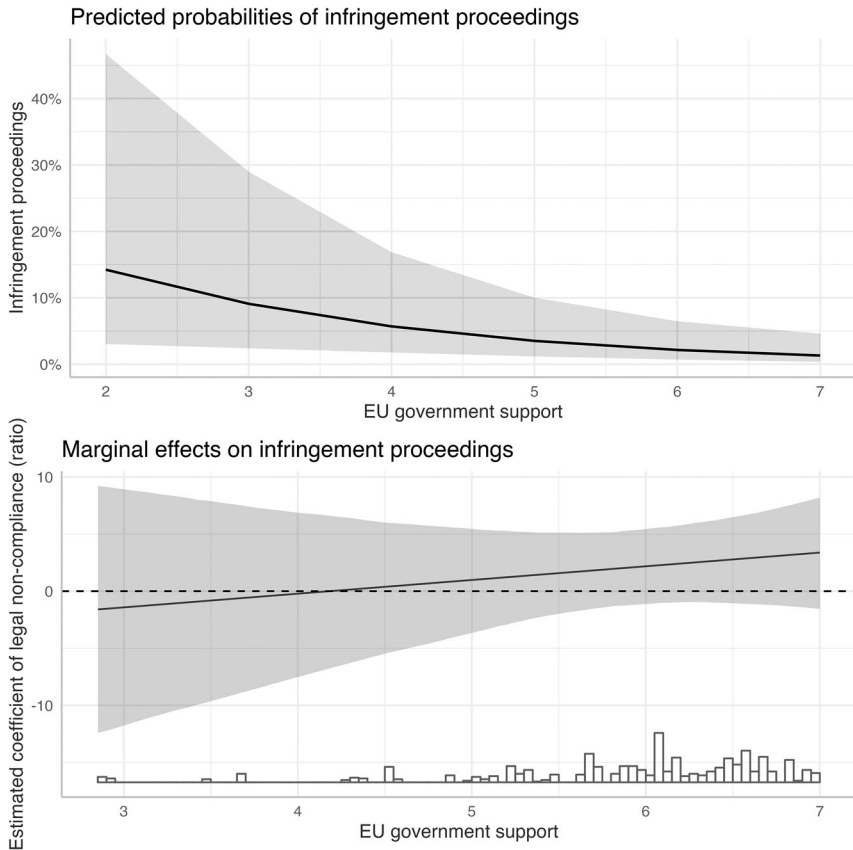 Predicted probabilities of infringement proceedings
Infringement proceedings
40%
30%
20%
10%
0%
2 3 4 5 6 7
EU government support
Marginal effects on infringement proceedings
Estimated coefficient of legal non-compliance (ratio)
10
0
-10
3 4 5 6 7
EU government support